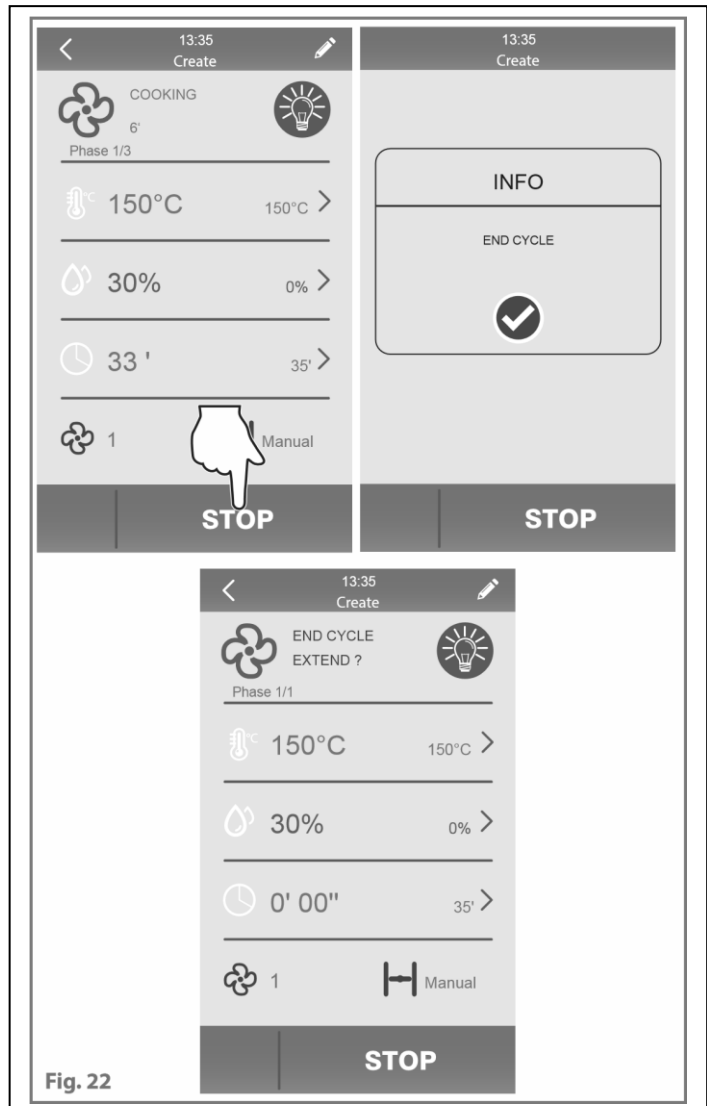 13:35
Create
COOKING
6'
Phase 1/3
°C 150°C 150°C
30% 0%
33 ' 35'
1 Manual
STOP
13:35
Create
INFO
END CYCLE
STOP
13:35
Create
END CYCLE
EXTEND ?
Phase 1/1
°C 150°C 150°C
30% 0%
0' 00" 35'
1 Manual
STOP
Fig. 22